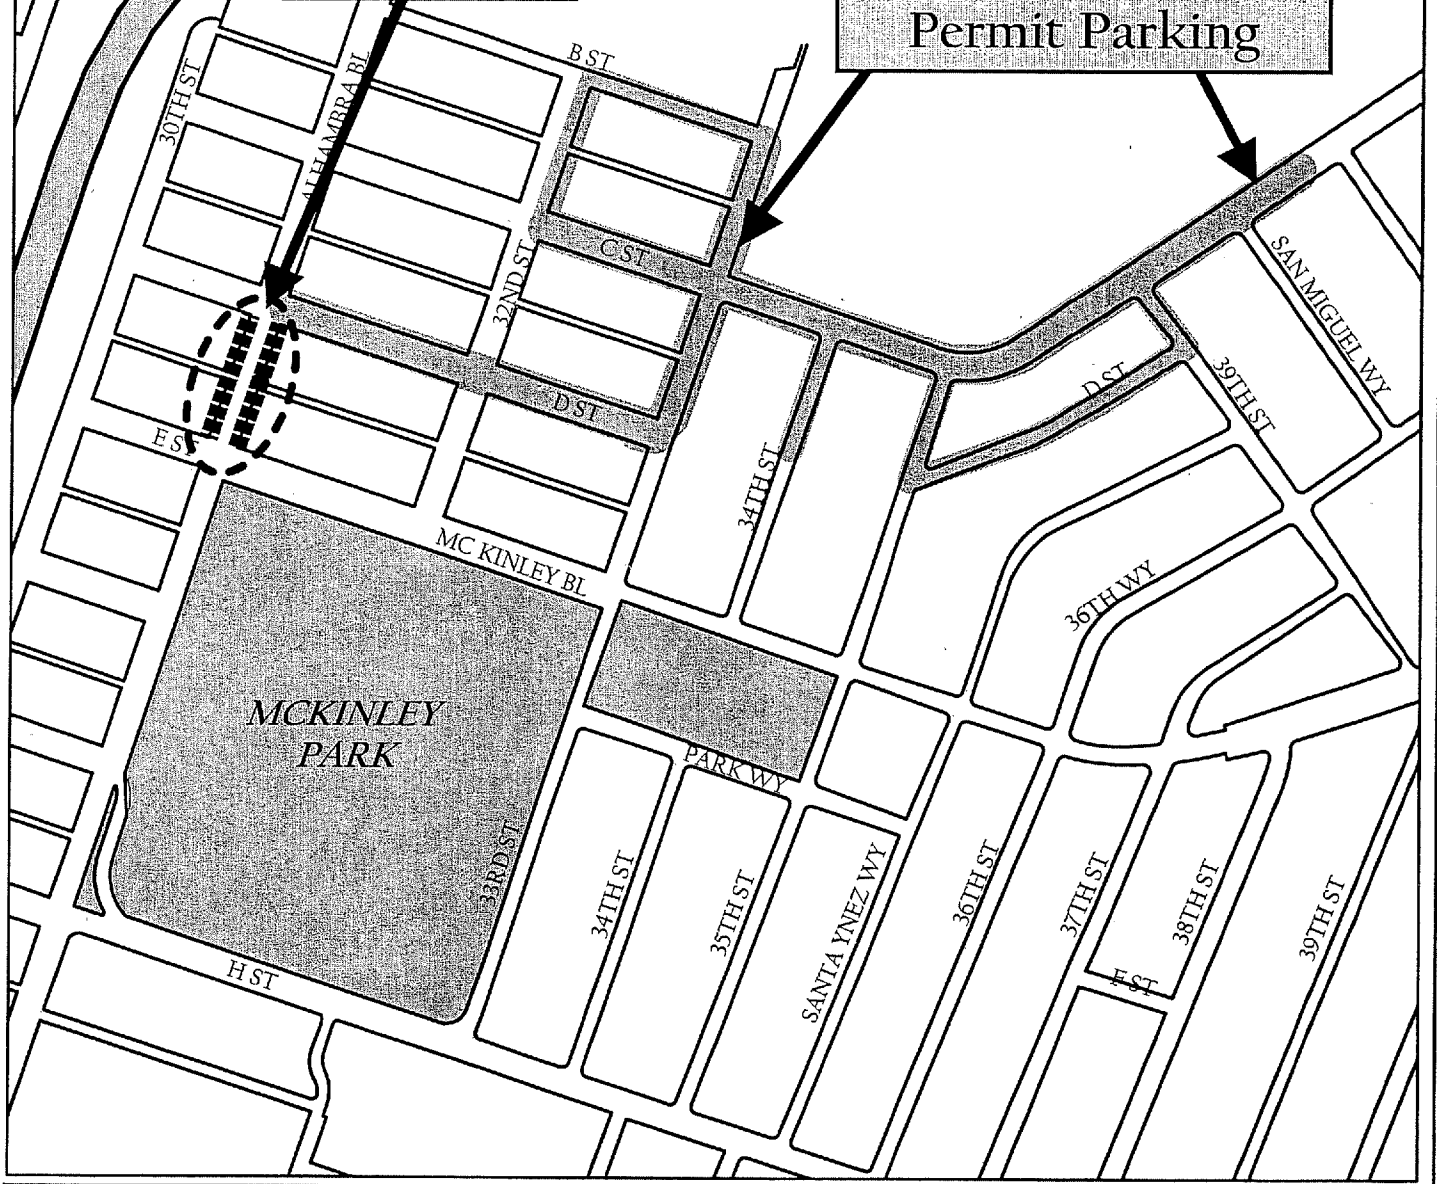 Permit Parking
B ST
30TH ST
ALHAMBRA BL
C ST
32ND ST
SAN MIGUEL WY
D ST
39TH ST
D ST
E ST
34TH ST
MC KINLEY BL
36TH WY
MCKINLEY
PARK
PARK WY
33RD ST
34TH ST
35TH ST
SANTA YNEZ WY
36TH ST
37TH ST
38TH ST
39TH ST
F ST
H ST